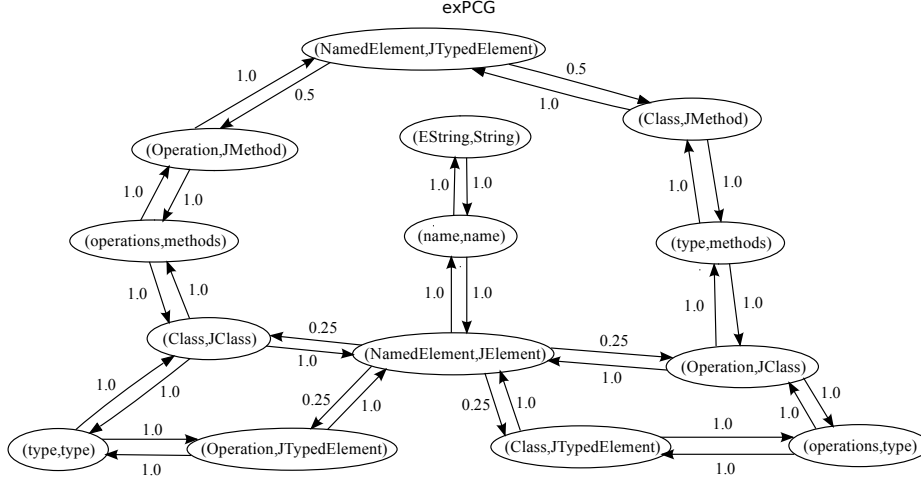 exPCG
(NamedElement,JTypedElement)
1.0
0.5
0.5
1.0
(Class,JMethod)
(EString,String)
(Operation,JMethod)
1.0
1.0
1.0
1.0
1.0
1.0
(operations,methods)
(name,name)
(type,methods)
1.0
1.0
1.0
1.0
1.0
1.0
(Class,JClass)
0.25
1.0
(NamedElement,JElement)
0.25
1.0
(Operation,JClass)
1.0
1.0
0.25
1.0
0.25
1.0
1.0
1.0
(type,type)
1.0
1.0
(Operation,JTypedElement)
(Class,JTypedElement)
1.0
1.0
(operations,type)